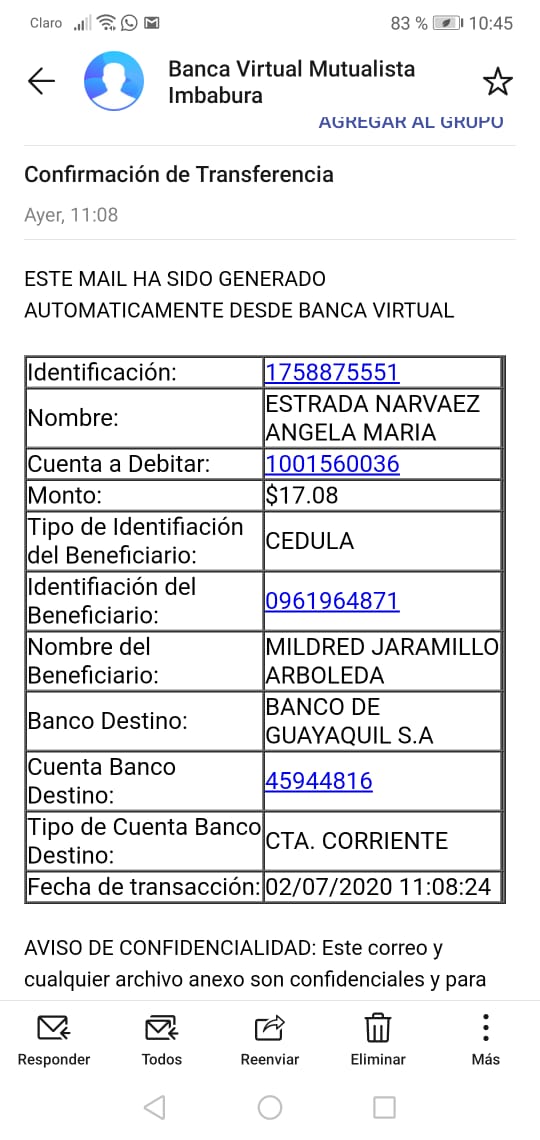 Claro 83 % 10:45
Banca Virtual Mutualista
Imbabura
AGREGAR AL GRUPO
Confirmación de Transferencia
Ayer, 11:08
ESTE MAIL HA SIDO GENERADO
AUTOMATICAMENTE DESDE BANCA VIRTUAL
Identificación: 1758875551
Nombre: ESTRADA NARVAEZ
ANGELA MARIA
Cuenta a Debitar: 1001560036
Monto: $17.08
Tipo de Identifiación
del Beneficiario: CEDULA
Identifiación del
Beneficiario: 0961964871
Nombre del
Beneficiario: MILDRED JARAMILLO
ARBOLEDA
Banco Destino: BANCO DE
GUAYAQUIL S.A
Cuenta Banco
Destino: 45944816
Tipo de Cuenta Banco
Destino: CTA. CORRIENTE
Fecha de transacción: 02/07/2020 11:08:24
AVISO DE CONFIDENCIALIDAD: Este correo y
cualquier archivo anexo son confidenciales y para
Responder Todos Reenviar Eliminar Más